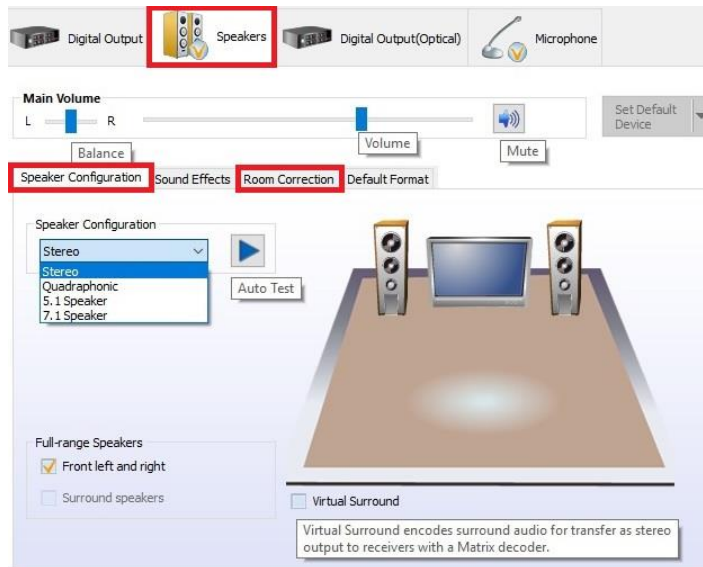 Digital Output
Speakers
Digital Output(Optical)
Microphone
Main Volume
L
R
Set Default
Device
Balance
Volume
Mute
Speaker Configuration
Sound Effects
Room Correction
Default Format
Speaker Configuration
Stereo
Stereo
Quadraphonic
5.1 Speaker
7.1 Speaker
Auto Test
Full-range Speakers
Front left and right
Surround speakers
Virtual Surround
Virtual Surround encodes surround audio for transfer as stereo
output to receivers with a Matrix decoder.